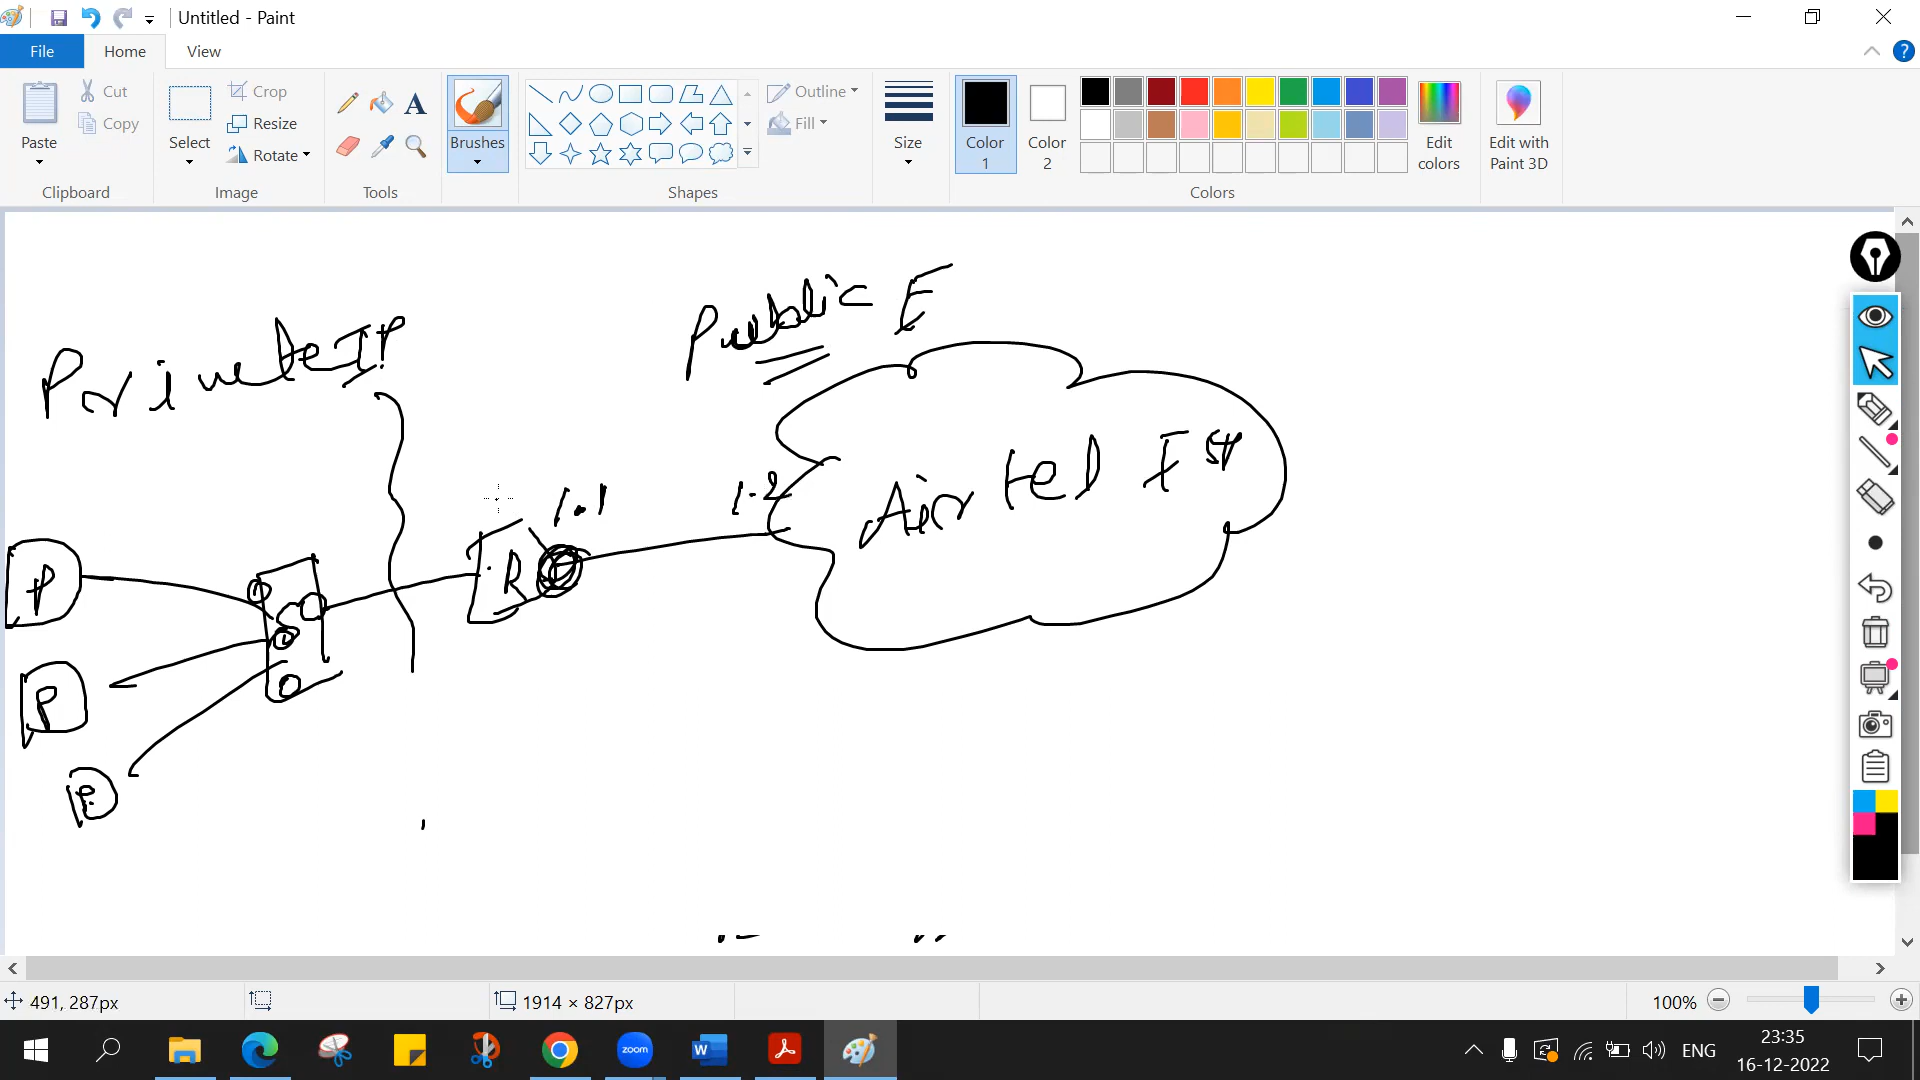 Untitled - Paint
File
Home
View
Paste
Cut
Copy
Clipboard
Select
Crop
Resize
Rotate
Image
Tools
A
Brushes
Shapes
Outline
Fill
Size
Color
1
Color
2
Colors
Edit
colors
Edit with
Paint 3D
?
Private IP
Public
1.1
1.2
Airtel ISP
P
S
R
P
P
491, 287px
1914 × 827px
100%
zoom
W
ENG
23:35
16-12-2022